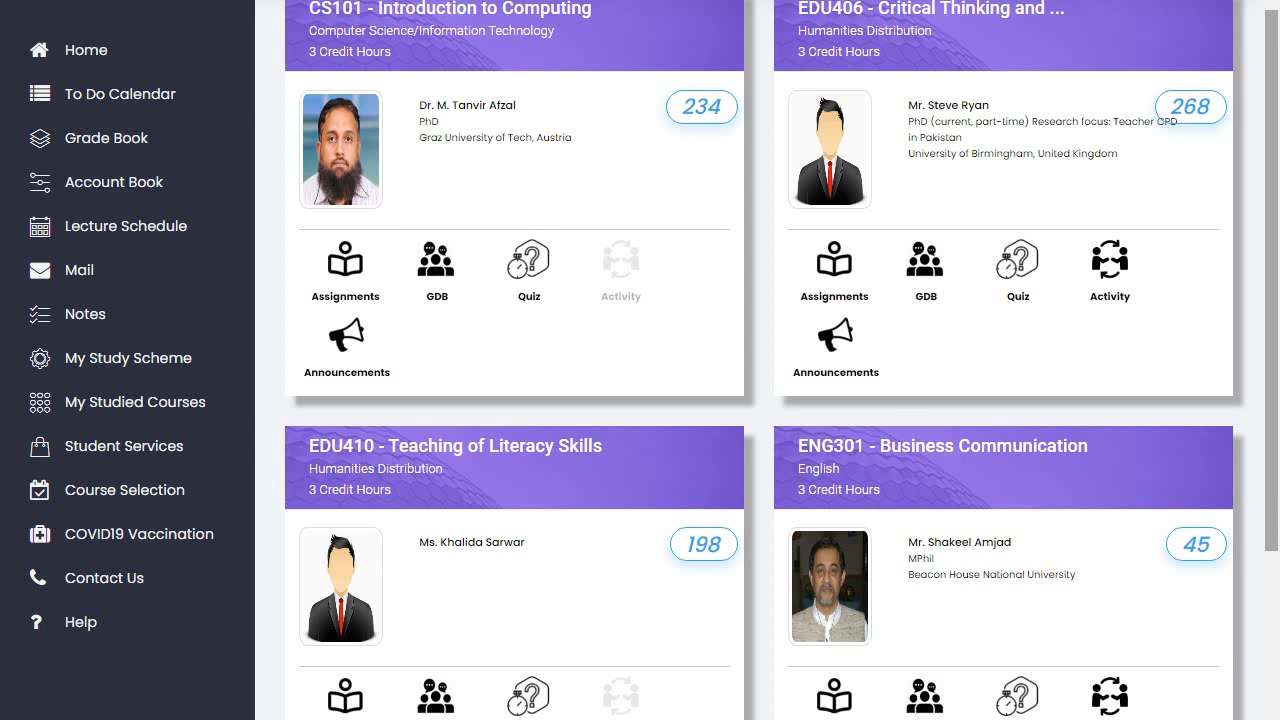 Home
To Do Calendar
Grade Book
Account Book
Lecture Schedule
Mail
Notes
My Study Scheme
My Studied Courses
Student Services
Course Selection
COVID19 Vaccination
Contact Us
Help
CS101 - Introduction to Computing
Computer Science/Information Technology
3 Credit Hours
Dr. M. Tanvir Afzal
PhD
Graz University of Tech, Austria
234
Assignments
GDB
Quiz
Activity
Announcements
EDU406 - Critical Thinking and ...
Humanities Distribution
3 Credit Hours
Mr. Steve Ryan
PhD (current, part-time) Research focus: Teacher CPD
in Pakistan
University of Birmingham, United Kingdom
268
Assignments
GDB
Quiz
Activity
Announcements
EDU410 - Teaching of Literacy Skills
Humanities Distribution
3 Credit Hours
Ms. Khalida Sarwar
198
ENG301 - Business Communication
English
3 Credit Hours
Mr. Shakeel Amjad
MPhil
Beacon House National University
45